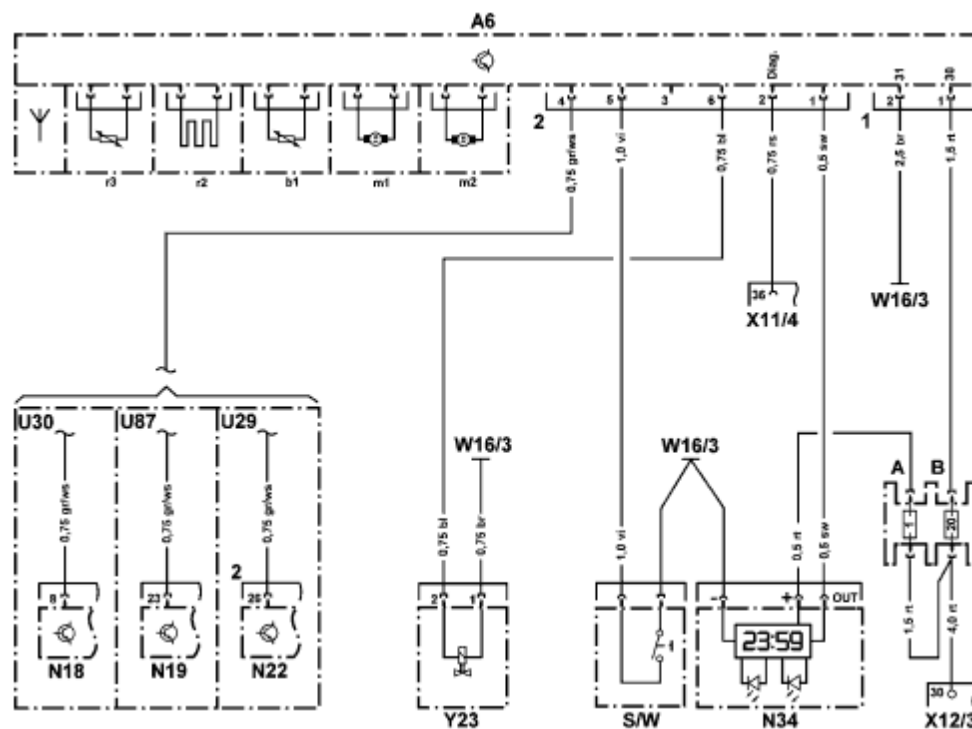 A6
Diag.
31
30
4 5 3 6 2 1 2 1
2
1
r3 r2 b1 m1 m2
0,75 gr/ws
1,0 vi
0,75 bl
0,75 rs
0,5 sw
2,5 br
1,5 rt
36
X11/4
W16/3
U30 U87 U29
W16/3
W16/3
A B
0,75 gr/ws
0,75 gr/ws
0,75 gr/ws
0,75 bl
0,75 br
1,0 vi
0,5 rt
0,5 sw
1
20
2
8 23 26
2 1
- + OUT
23:59
1,5 rt
4,0 rt
N18 N19 N22
30
Y23 S/W N34 X12/3